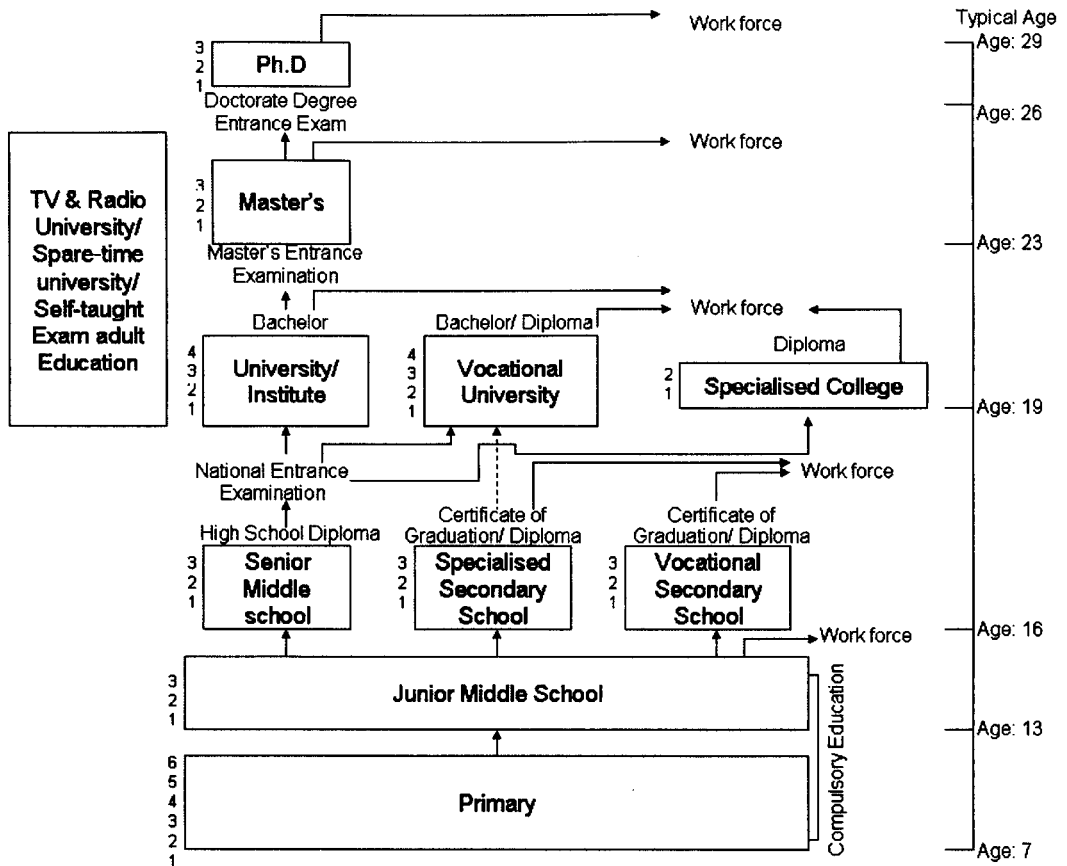 Typical Age
Work force
Age: 29
3
2
1
Ph.D
Doctorate Degree
Entrance Exam
Age: 26
Work force
TV & Radio
University/
Spare-time
university/
Self-taught
Exam adult
Education
3
2
1
Master's
Age: 23
Master's Entrance
Examination
Work force
Bachelor
Bachelor/ Diploma
Diploma
4
3
2
1
University/
Institute
4
3
2
1
Vocational
University
2
1
Specialised College
Age: 19
National Entrance
Examination
Work force
High School Diploma
Certificate of
Graduation/ Diploma
Certificate of
Graduation/ Diploma
3
2
1
Senior
Middle
school
3
2
1
Specialised
Secondary
School
3
2
1
Vocational
Secondary
School
Age: 16
Work force
3
2
1
Junior Middle School
Age: 13
Compulsory Education
6
5
4
3
2
1
Primary
Age: 7